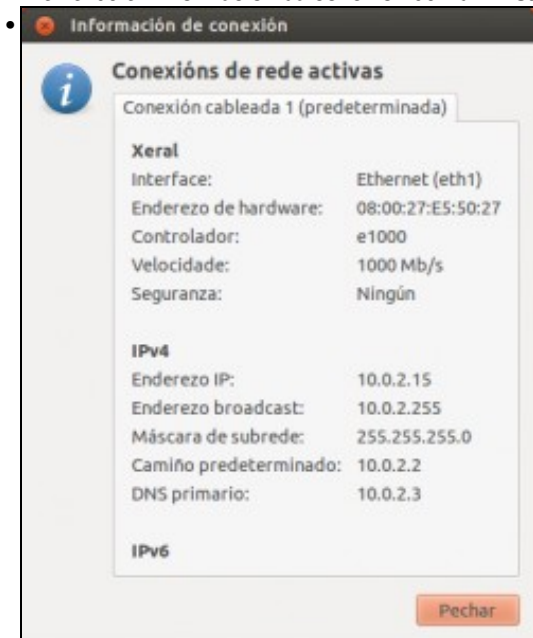 Información de conexión
Conexións de rede activas
Conexión cableada 1 (predeterminada)
Xeral
Interface: Ethernet (eth1)
Enderezo de hardware: 08:00:27:E5:50:27
Controlador: e1000
Velocidade: 1000 Mb/s
Seguranza: Ningún
IPv4
Enderezo IP: 10.0.2.15
Enderezo broadcast: 10.0.2.255
Máscara de subrede: 255.255.255.0
Camiño predeterminado: 10.0.2.2
DNS primario: 10.0.2.3
IPv6
Pechar